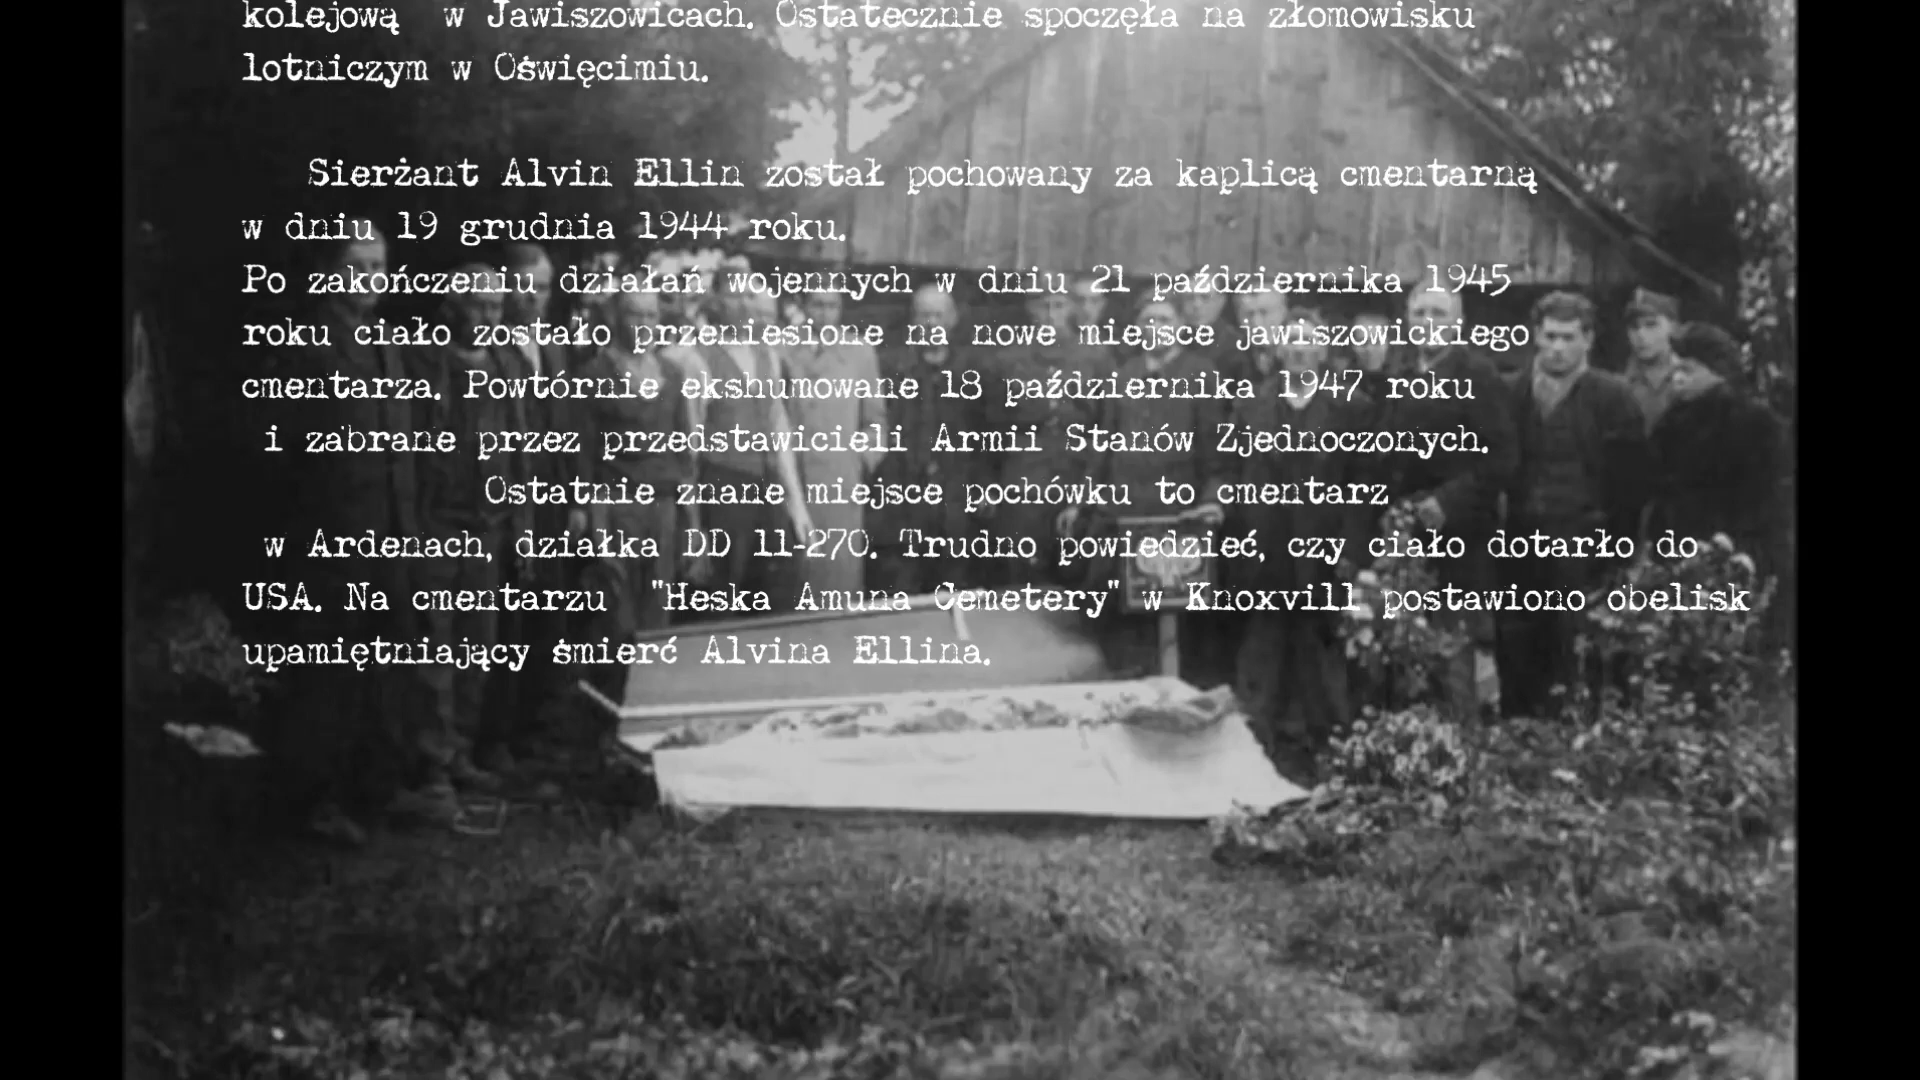 kolejową w Jawiszowicach. Ostatecznie spoczęła na złomowisku
lotniczym w Oświęcimiu.
Sierżant Alvin Ellin został pochowany za kaplicą cmentarną
w dniu 19 grudnia 1944 roku.
Po zakończeniu działań wojennych w dniu 21 października 1945
roku ciało zostało przeniesione na nowe miejsce jawiszowickiego
cmentarza. Powtórnie ekshumowane 18 października 1947 roku
i zabrane przez przedstawicieli Armii Stanów Zjednoczonych.
Ostatnie znane miejsce pochówku to cmentarz
w Ardenach, działka DD 11-270. Trudno powiedzieć, czy ciało dotarło do
USA. Na cmentarzu "Heska Amuna Cemetery" w Knoxvill postawiono obelisk
upamiętniający śmierć Alvina Ellina.